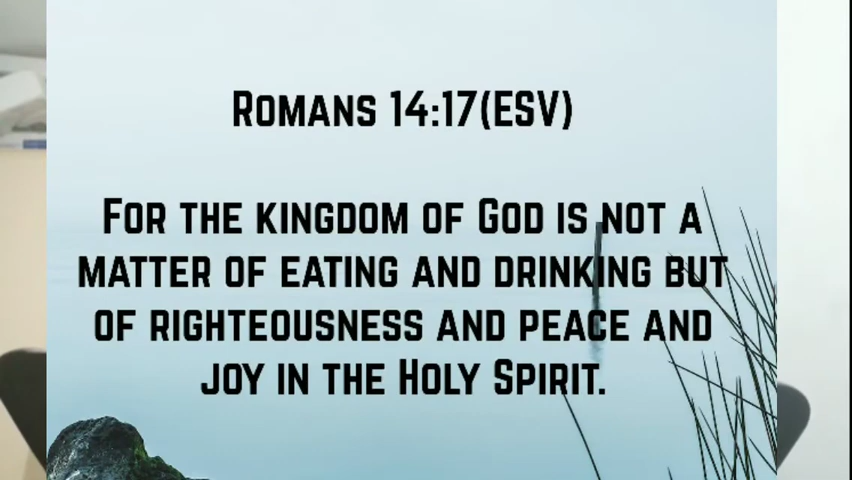 Romans 14:17(ESV)
For the kingdom of God is not a
matter of eating and drinking but
of righteousness and peace and
joy in the Holy Spirit.